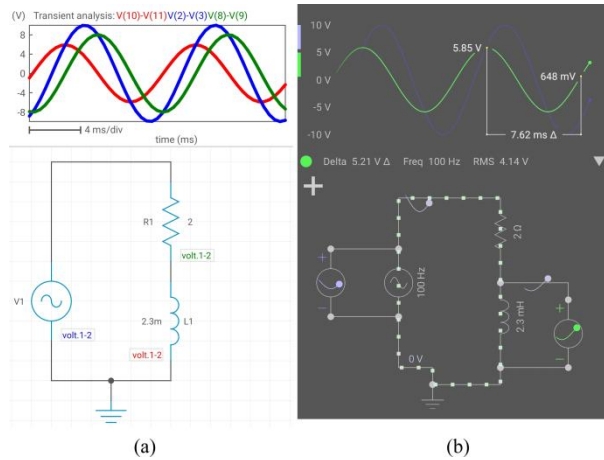 (V) Transient analysis: V(10)-V(11)V(2)-V(3)V(8)-V(9)
8
4
0
-4
-8
4 ms/div
time (ms)
R1 2
volt.1-2
V1
2.3m L1
volt.1-2
volt.1-2
(a)
10 V
5 V
0 V
-5 V
-10 V
5.85 V
648 mV
7.62 ms Δ
Delta 5.21 V Δ Freq 100 Hz RMS 4.14 V
2 Ω
100 Hz
2.3 mH
+
−
+
−
0 V
(b)